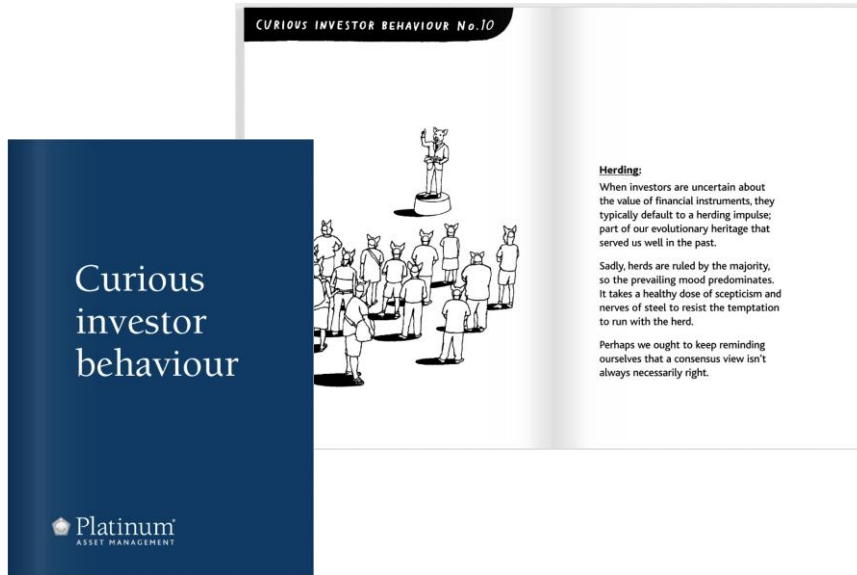 CURIOUS INVESTOR BEHAVIOUR No.10
Herding:
When investors are uncertain about
the value of financial instruments, they
typically default to a herding impulse;
part of our evolutionary heritage that
served us well in the past.
Sadly, herds are ruled by the majority,
so the prevailing mood predominates.
It takes a healthy dose of scepticism and
nerves of steel to resist the temptation
to run with the herd.
Perhaps we ought to keep reminding
ourselves that a consensus view isn't
always necessarily right.
Curious
investor
behaviour
Platinum®
ASSET MANAGEMENT